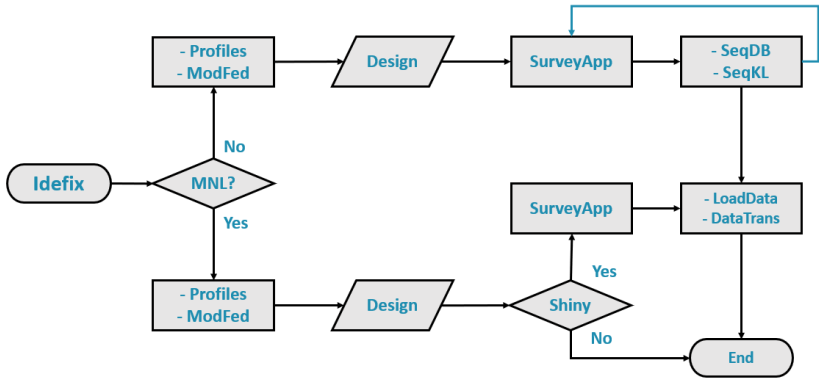 - Profiles
- ModFed
Design
SurveyApp
- SeqDB
- SeqKL
No
Idefix
MNL?
Yes
SurveyApp
- LoadData
- DataTrans
- Profiles
- ModFed
Design
Yes
Shiny
No
End